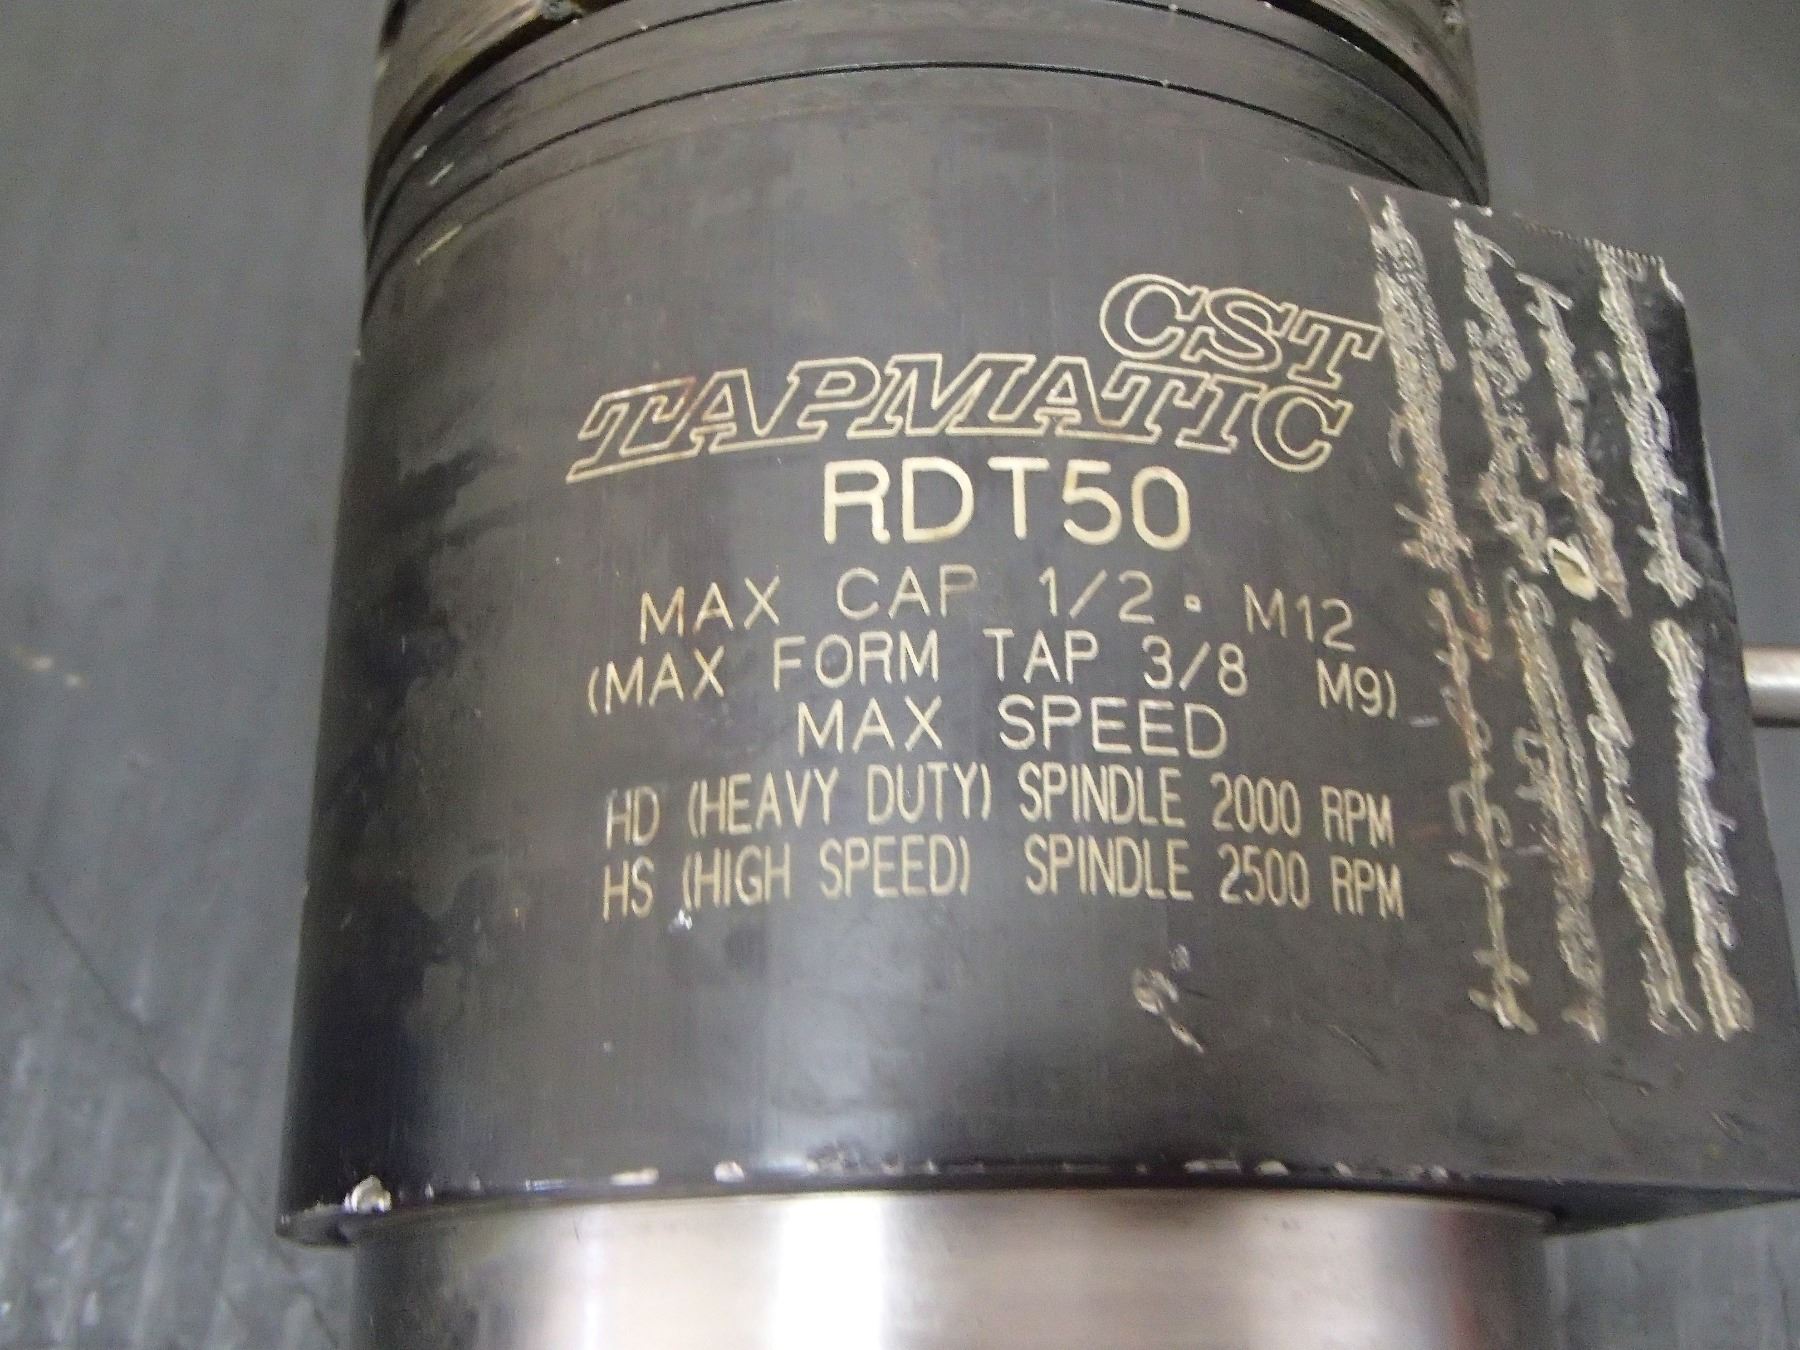 CST
TAPMATIC
RDT50
MAX CAP 1/2 · M12
(MAX FORM TAP 3/8 M9)
MAX SPEED
HD (HEAVY DUTY) SPINDLE 2000 RPM
HS (HIGH SPEED) SPINDLE 2500 RPM